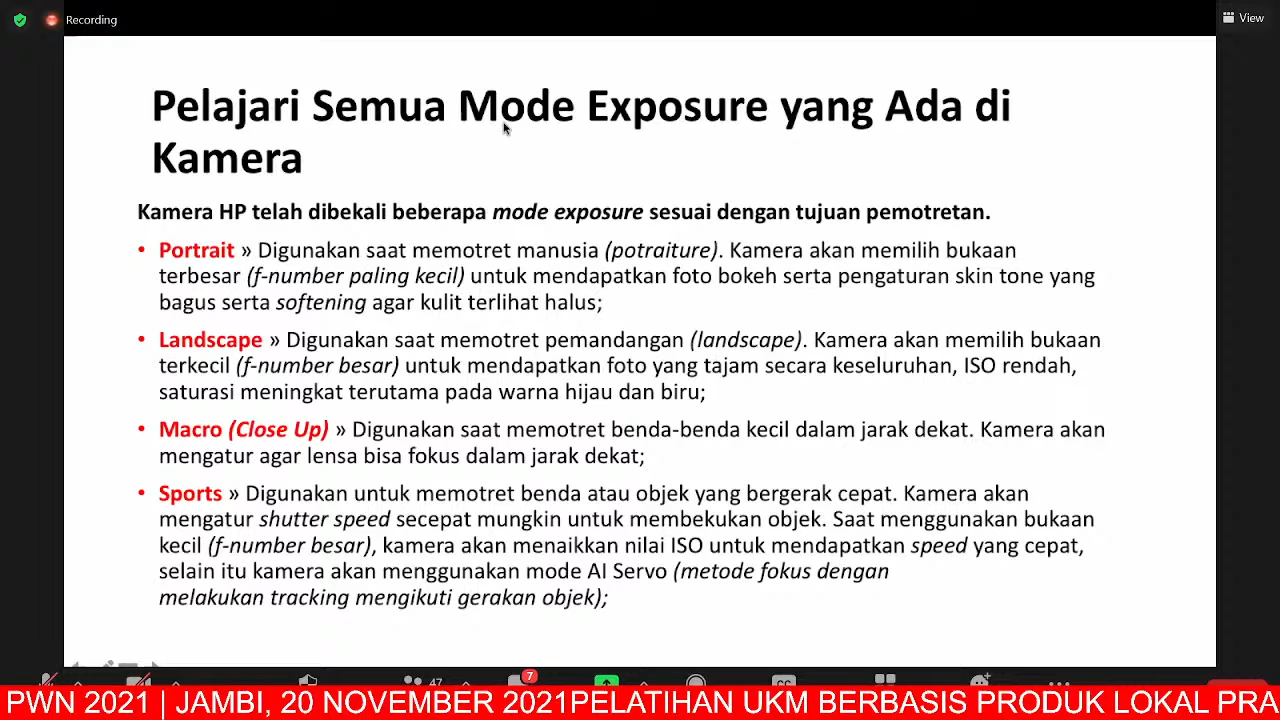 Recording
View
Pelajari Semua Mode Exposure yang Ada di
Kamera
Kamera HP telah dibekali beberapa mode exposure sesuai dengan tujuan pemotretan.
• Portrait » Digunakan saat memotret manusia (potraiture). Kamera akan memilih bukaan
terbesar (f-number paling kecil) untuk mendapatkan foto bokeh serta pengaturan skin tone yang
bagus serta softening agar kulit terlihat halus;
• Landscape » Digunakan saat memotret pemandangan (landscape). Kamera akan memilih bukaan
terkecil (f-number besar) untuk mendapatkan foto yang tajam secara keseluruhan, ISO rendah,
saturasi meningkat terutama pada warna hijau dan biru;
• Macro (Close Up) » Digunakan saat memotret benda-benda kecil dalam jarak dekat. Kamera akan
mengatur agar lensa bisa fokus dalam jarak dekat;
• Sports » Digunakan untuk memotret benda atau objek yang bergerak cepat. Kamera akan
mengatur shutter speed secepat mungkin untuk membekukan objek. Saat menggunakan bukaan
kecil (f-number besar), kamera akan menaikkan nilai ISO untuk mendapatkan speed yang cepat,
selain itu kamera akan menggunakan mode AI Servo (metode fokus dengan
melakukan tracking mengikuti gerakan objek);
47
7
PWN 2021 | JAMBI, 20 NOVEMBER 2021PELATIHAN UKM BERBASIS PRODUK LOKAL PRA